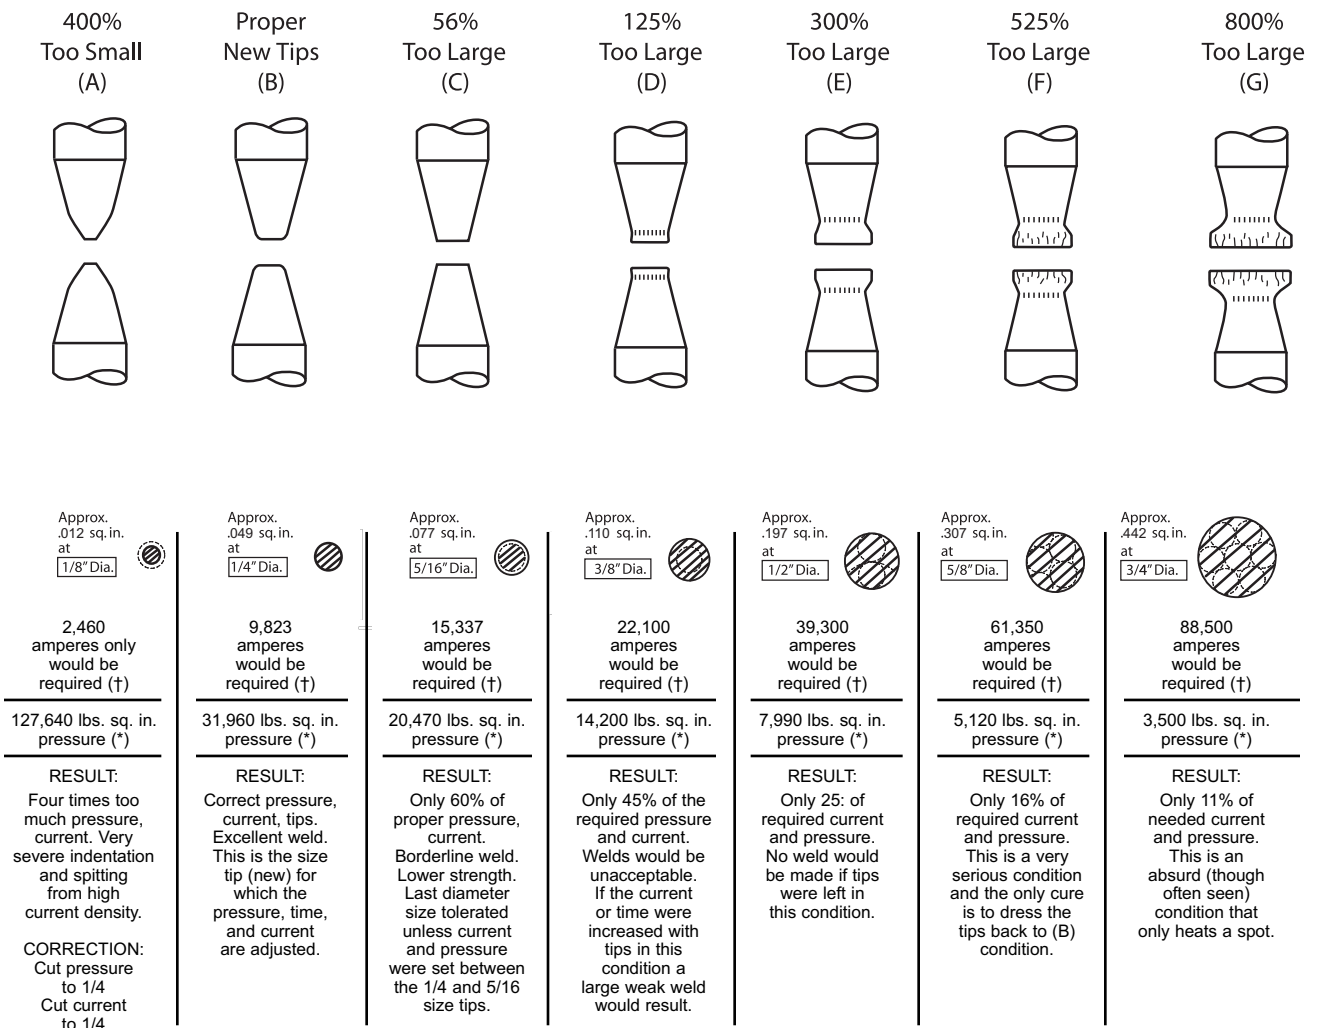 400%
Too Small
(A)
Proper
New Tips
(B)
56%
Too Large
(C)
125%
Too Large
(D)
300%
Too Large
(E)
525%
Too Large
(F)
800%
Too Large
(G)
Approx.
.012 sq. in.
at
1/8" Dia.
Approx.
.049 sq. in.
at
1/4" Dia.
Approx.
.077 sq. in.
at
5/16" Dia.
Approx.
.110 sq. in.
at
3/8" Dia.
Approx.
.197 sq. in.
at
1/2" Dia.
Approx.
.307 sq. in.
at
5/8" Dia.
Approx.
.442 sq. in.
at
3/4" Dia.
2,460
amperes only
would be
required (†)
9,823
amperes
would be
required (†)
15,337
amperes
would be
required (†)
22,100
amperes
would be
required (†)
39,300
amperes
would be
required (†)
61,350
amperes
would be
required (†)
88,500
amperes
would be
required (†)
127,640 lbs. sq. in.
pressure (*)
31,960 lbs. sq. in.
pressure (*)
20,470 lbs. sq. in.
pressure (*)
14,200 lbs. sq. in.
pressure (*)
7,990 lbs. sq. in.
pressure (*)
5,120 lbs. sq. in.
pressure (*)
3,500 lbs. sq. in.
pressure (*)
RESULT:
Four times too
much pressure,
current. Very
severe indentation
and spitting
from high
current density.
CORRECTION:
Cut pressure
to 1/4
Cut current
to 1/4
RESULT:
Correct pressure,
current, tips.
Excellent weld.
This is the size
tip (new) for
which the
pressure, time,
and current
are adjusted.
RESULT:
Only 60% of
proper pressure,
current.
Borderline weld.
Lower strength.
Last diameter
size tolerated
unless current
and pressure
were set between
the 1/4 and 5/16
size tips.
RESULT:
Only 45% of the
required pressure
and current.
Welds would be
unacceptable.
If the current
or time were
increased with
tips in this
condition a
large weak weld
would result.
RESULT:
Only 25: of
required current
and pressure.
No weld would
be made if tips
were left in
this condition.
RESULT:
Only 16% of
required current
and pressure.
This is a very
serious condition
and the only cure
is to dress the
tips back to (B)
condition.
RESULT:
Only 11% of
needed current
and pressure.
This is an
absurd (though
often seen)
condition that
only heats a spot.